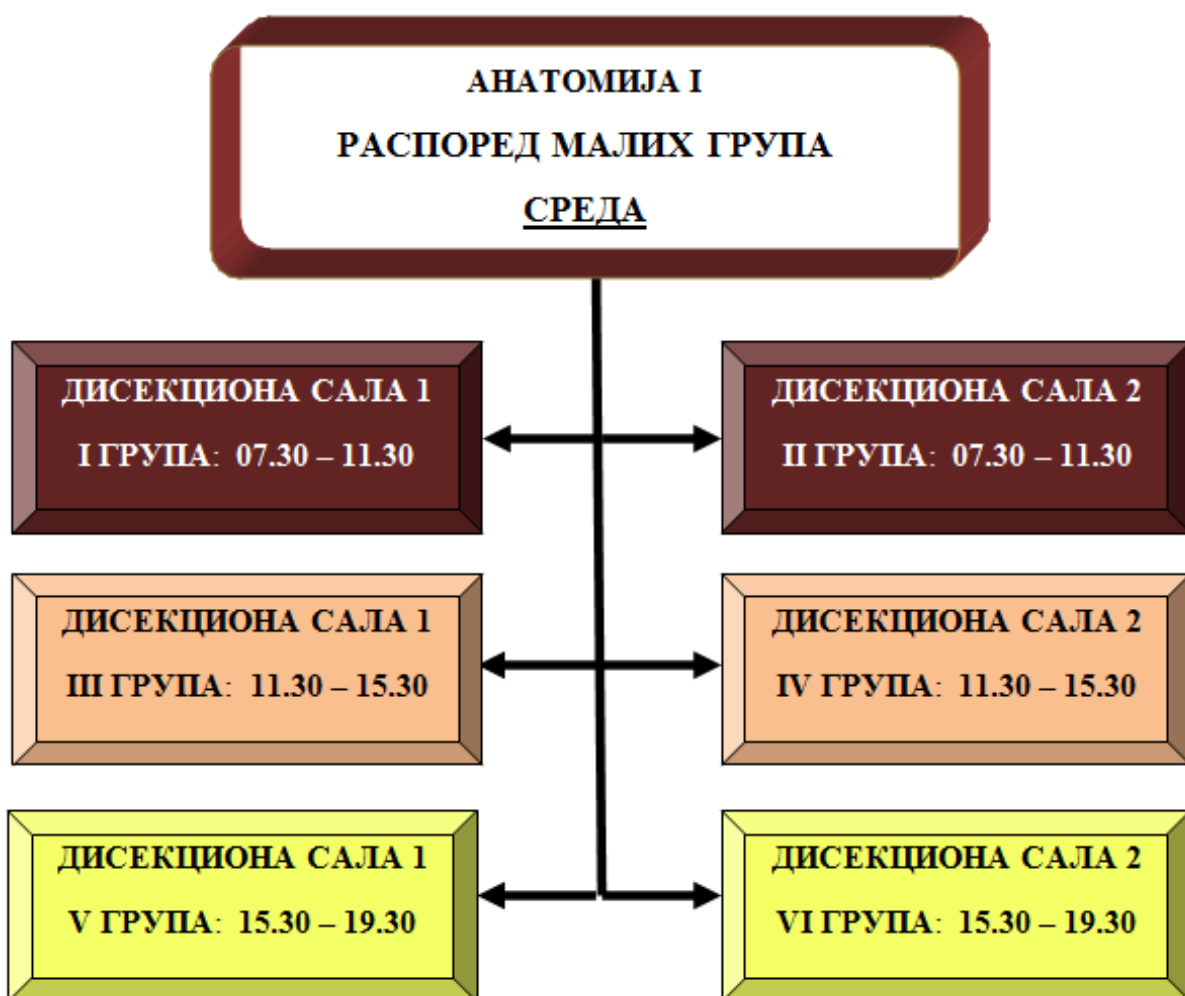 АНАТОМИЈА I
РАСПОРЕД МАЛИХ ГРУПА
СРЕДА
ДИСЕКЦИОНА САЛА 1
I ГРУПА: 07.30 – 11.30
ДИСЕКЦИОНА САЛА 2
II ГРУПА: 07.30 – 11.30
ДИСЕКЦИОНА САЛА 1
III ГРУПА: 11.30 – 15.30
ДИСЕКЦИОНА САЛА 2
IV ГРУПА: 11.30 – 15.30
ДИСЕКЦИОНА САЛА 1
V ГРУПА: 15.30 – 19.30
ДИСЕКЦИОНА САЛА 2
VI ГРУПА: 15.30 – 19.30